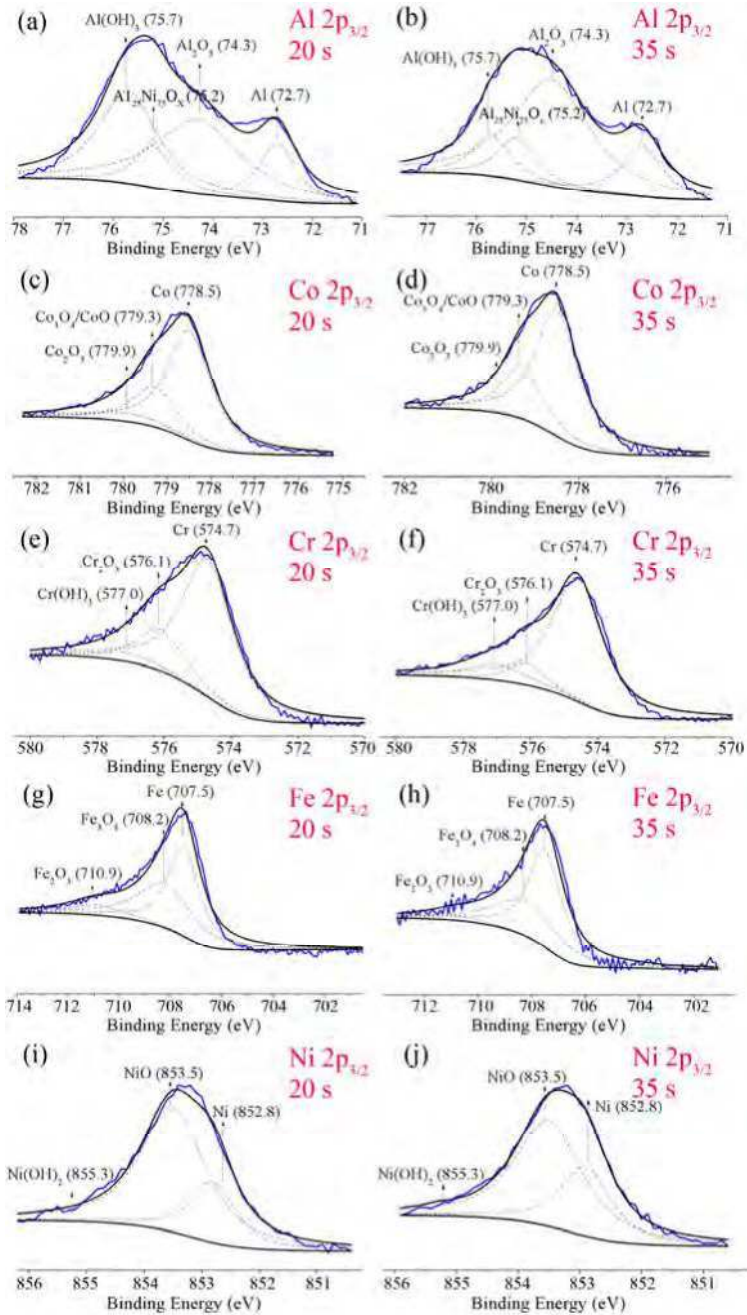 (a) Al 2p3/2
20 s
Al(OH)3 (75.7)
Al2O3 (74.3)
Al25Ni75OX (75.2)
Al (72.7)
78 77 76 75 74 73 72 71
Binding Energy (eV)
(b) Al 2p3/2
35 s
Al2O3 (74.3)
Al(OH)3 (75.7)
Al25Ni75Ox (75.2)
Al (72.7)
77 76 75 74 73 72
Binding Energy (eV)
(c) Co 2p3/2
20 s
Co (778.5)
Co3O4/CoO (779.3)
Co2O3 (779.9)
782 781 780 779 778 777 776 775
Binding Energy (eV)
(d) Co 2p3/2
35 s
Co (778.5)
Co3O4/CoO (779.3)
Co2O3 (779.9)
782 780 778 776
Binding Energy (eV)
(e) Cr 2p3/2
20 s
Cr (574.7)
Cr2O3 (576.1)
Cr(OH)3 (577.0)
580 578 576 574 572 570
Binding Energy (eV)
(f) Cr 2p3/2
35 s
Cr (574.7)
Cr2O3 (576.1)
Cr(OH)3 (577.0)
580 578 576 574 572 570
Binding Energy (eV)
(g) Fe 2p3/2
20 s
Fe (707.5)
Fe3O4 (708.2)
Fe2O3 (710.9)
714 712 710 708 706 704 702
Binding Energy (eV)
(h) Fe 2p3/2
35 s
Fe (707.5)
Fe3O4 (708.2)
Fe2O3 (710.9)
712 710 708 706 704 702
Binding Energy (eV)
(i) Ni 2p3/2
20 s
NiO (853.5)
Ni (852.8)
Ni(OH)2 (855.3)
856 855 854 853 852 851
Binding Energy (eV)
(j) Ni 2p3/2
35 s
NiO (853.5)
Ni (852.8)
Ni(OH)2 (855.3)
856 855 854 853 852 851
Binding Energy (eV)